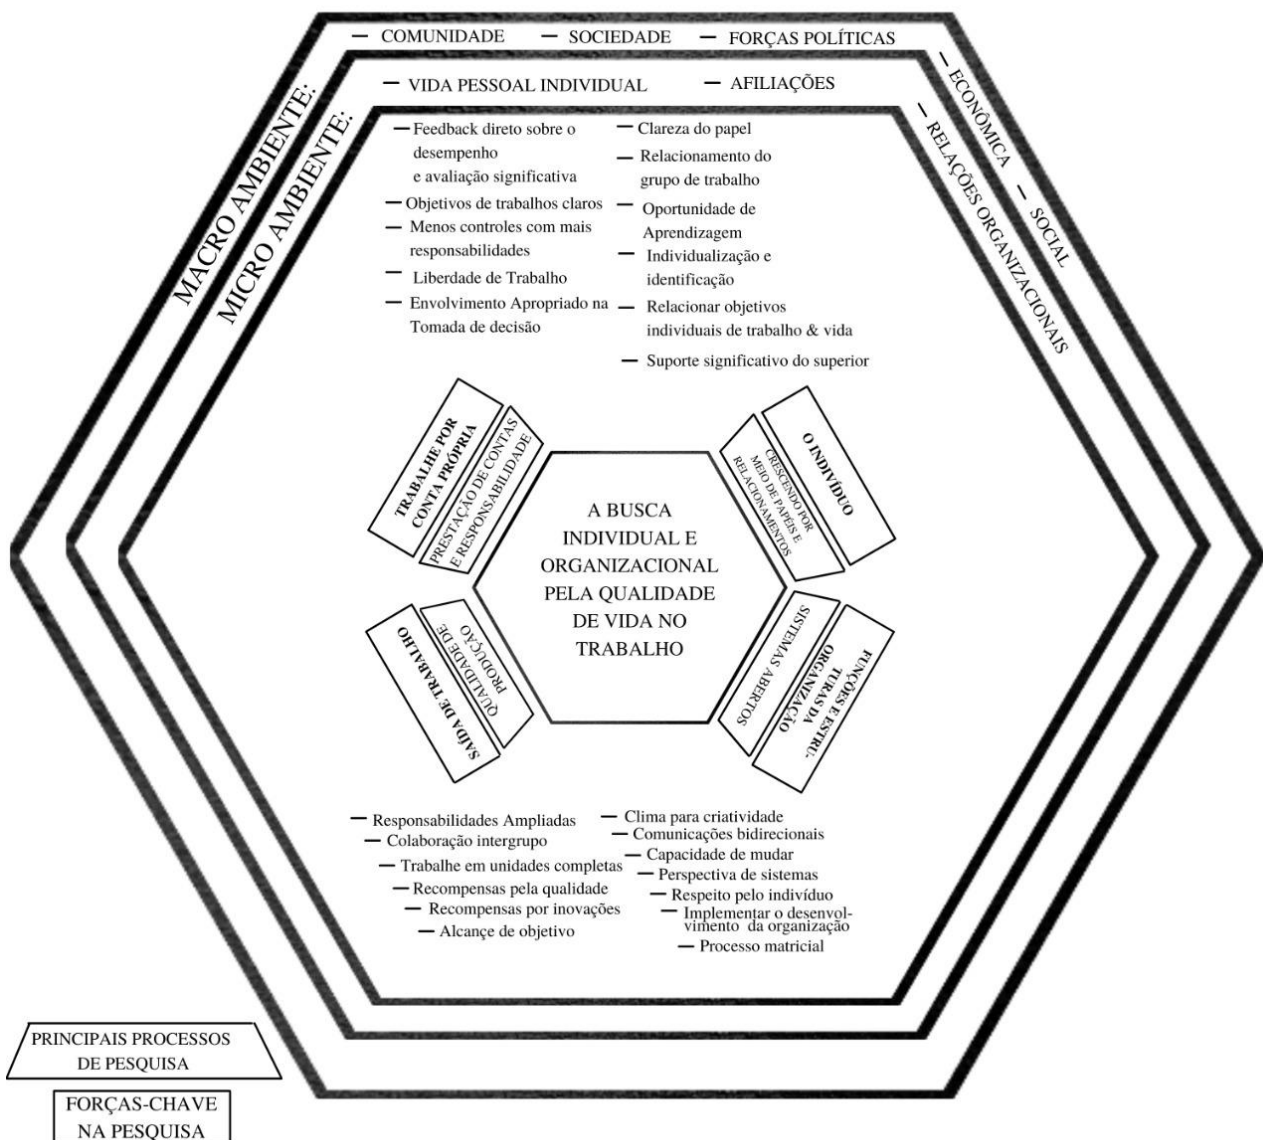 MACRO AMBIENTE:
— COMUNIDADE — SOCIEDADE — FORÇAS POLÍTICAS
— ECONÔMICA — SOCIAL
MICRO AMBIENTE:
— VIDA PESSOAL INDIVIDUAL — AFILIAÇÕES
— RELAÇÕES ORGANIZACIONAIS
— Feedback direto sobre o
desempenho
e avaliação significativa
— Objetivos de trabalhos claros
— Menos controles com mais
responsabilidades
— Liberdade de Trabalho
— Envolvimento Apropriado na
Tomada de decisão
— Clareza do papel
— Relacionamento do
grupo de trabalho
— Oportunidade de
Aprendizagem
— Individualização e
identificação
— Relacionar objetivos
individuais de trabalho & vida
— Suporte significativo do superior
TRABALHE POR
CONTA PRÓPRIA
PRESTAÇÃO DE CONTAS
E RESPONSABILIDADE
O INDIVÍDUO
CRESCENDO POR
MEIO DE PAPÉIS E
RELACIONAMENTOS
A BUSCA
INDIVIDUAL E
ORGANIZACIONAL
PELA QUALIDADE
DE VIDA NO
TRABALHO
SAÍDA DE TRABALHO
QUALIDADE DE
PRODUÇÃO
SISTEMAS ABERTOS
FUNÇÕES E ESTRU-
TURAS DA
ORGANIZAÇÃO
— Responsabilidades Ampliadas
— Colaboração intergrupo
— Trabalhe em unidades completas
— Recompensas pela qualidade
— Recompensas por inovações
— Alcançe de objetivo
— Clima para criatividade
— Comunicações bidirecionais
— Capacidade de mudar
— Perspectiva de sistemas
— Respeito pelo indivíduo
— Implementar o desenvol-
vimento da organização
— Processo matricial
PRINCIPAIS PROCESSOS
DE PESQUISA
FORÇAS-CHAVE
NA PESQUISA